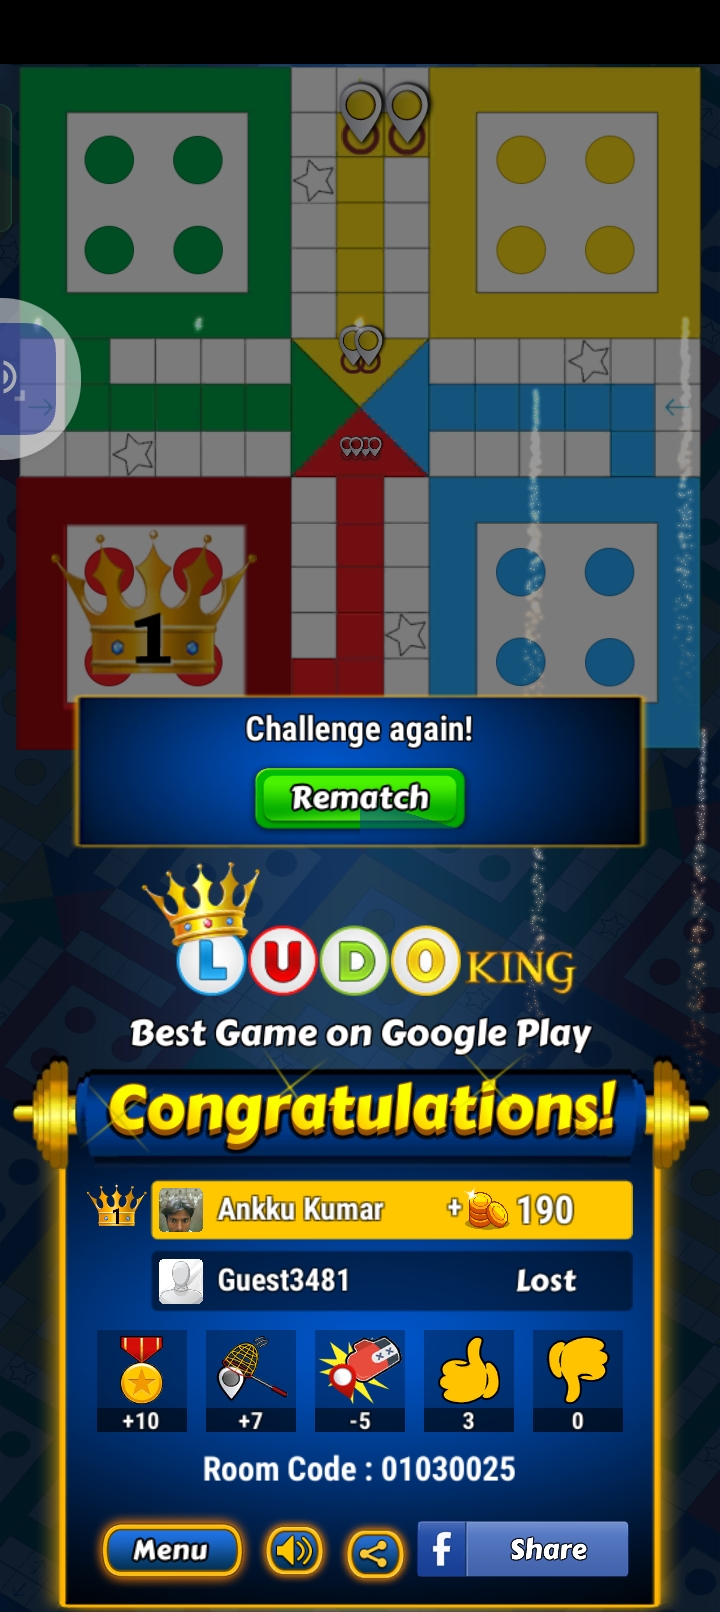 1
Challenge again!
Rematch
LUDO KING
Best Game on Google Play
Congratulations!
1 Ankku Kumar + 190
Guest3481 Lost
+10 +7 -5 3 0
Room Code : 01030025
Menu f Share